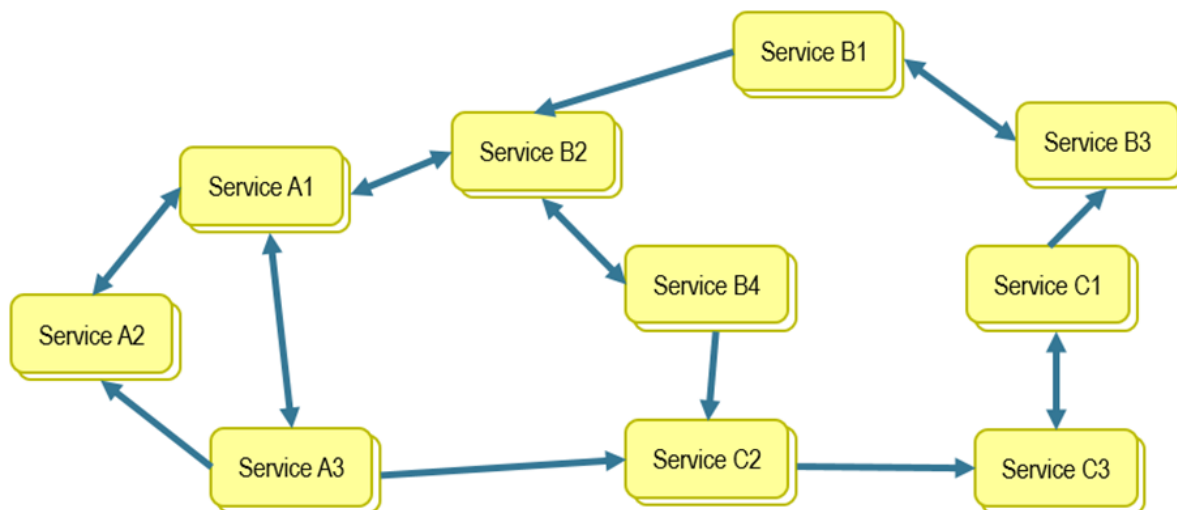 Service B1
Service B3
Service B2
Service A1
Service B4
Service C1
Service A2
Service A3
Service C2
Service C3